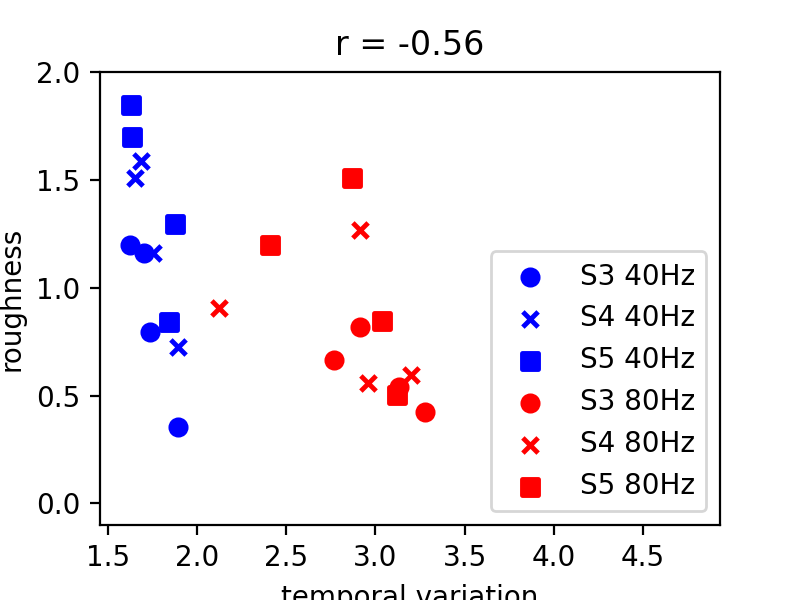 r = -0.56
2.0
1.5
1.0
0.5
0.0
roughness
S3 40Hz
S4 40Hz
S5 40Hz
S3 80Hz
S4 80Hz
S5 80Hz
1.5 2.0 2.5 3.0 3.5 4.0 4.5
temporal variation